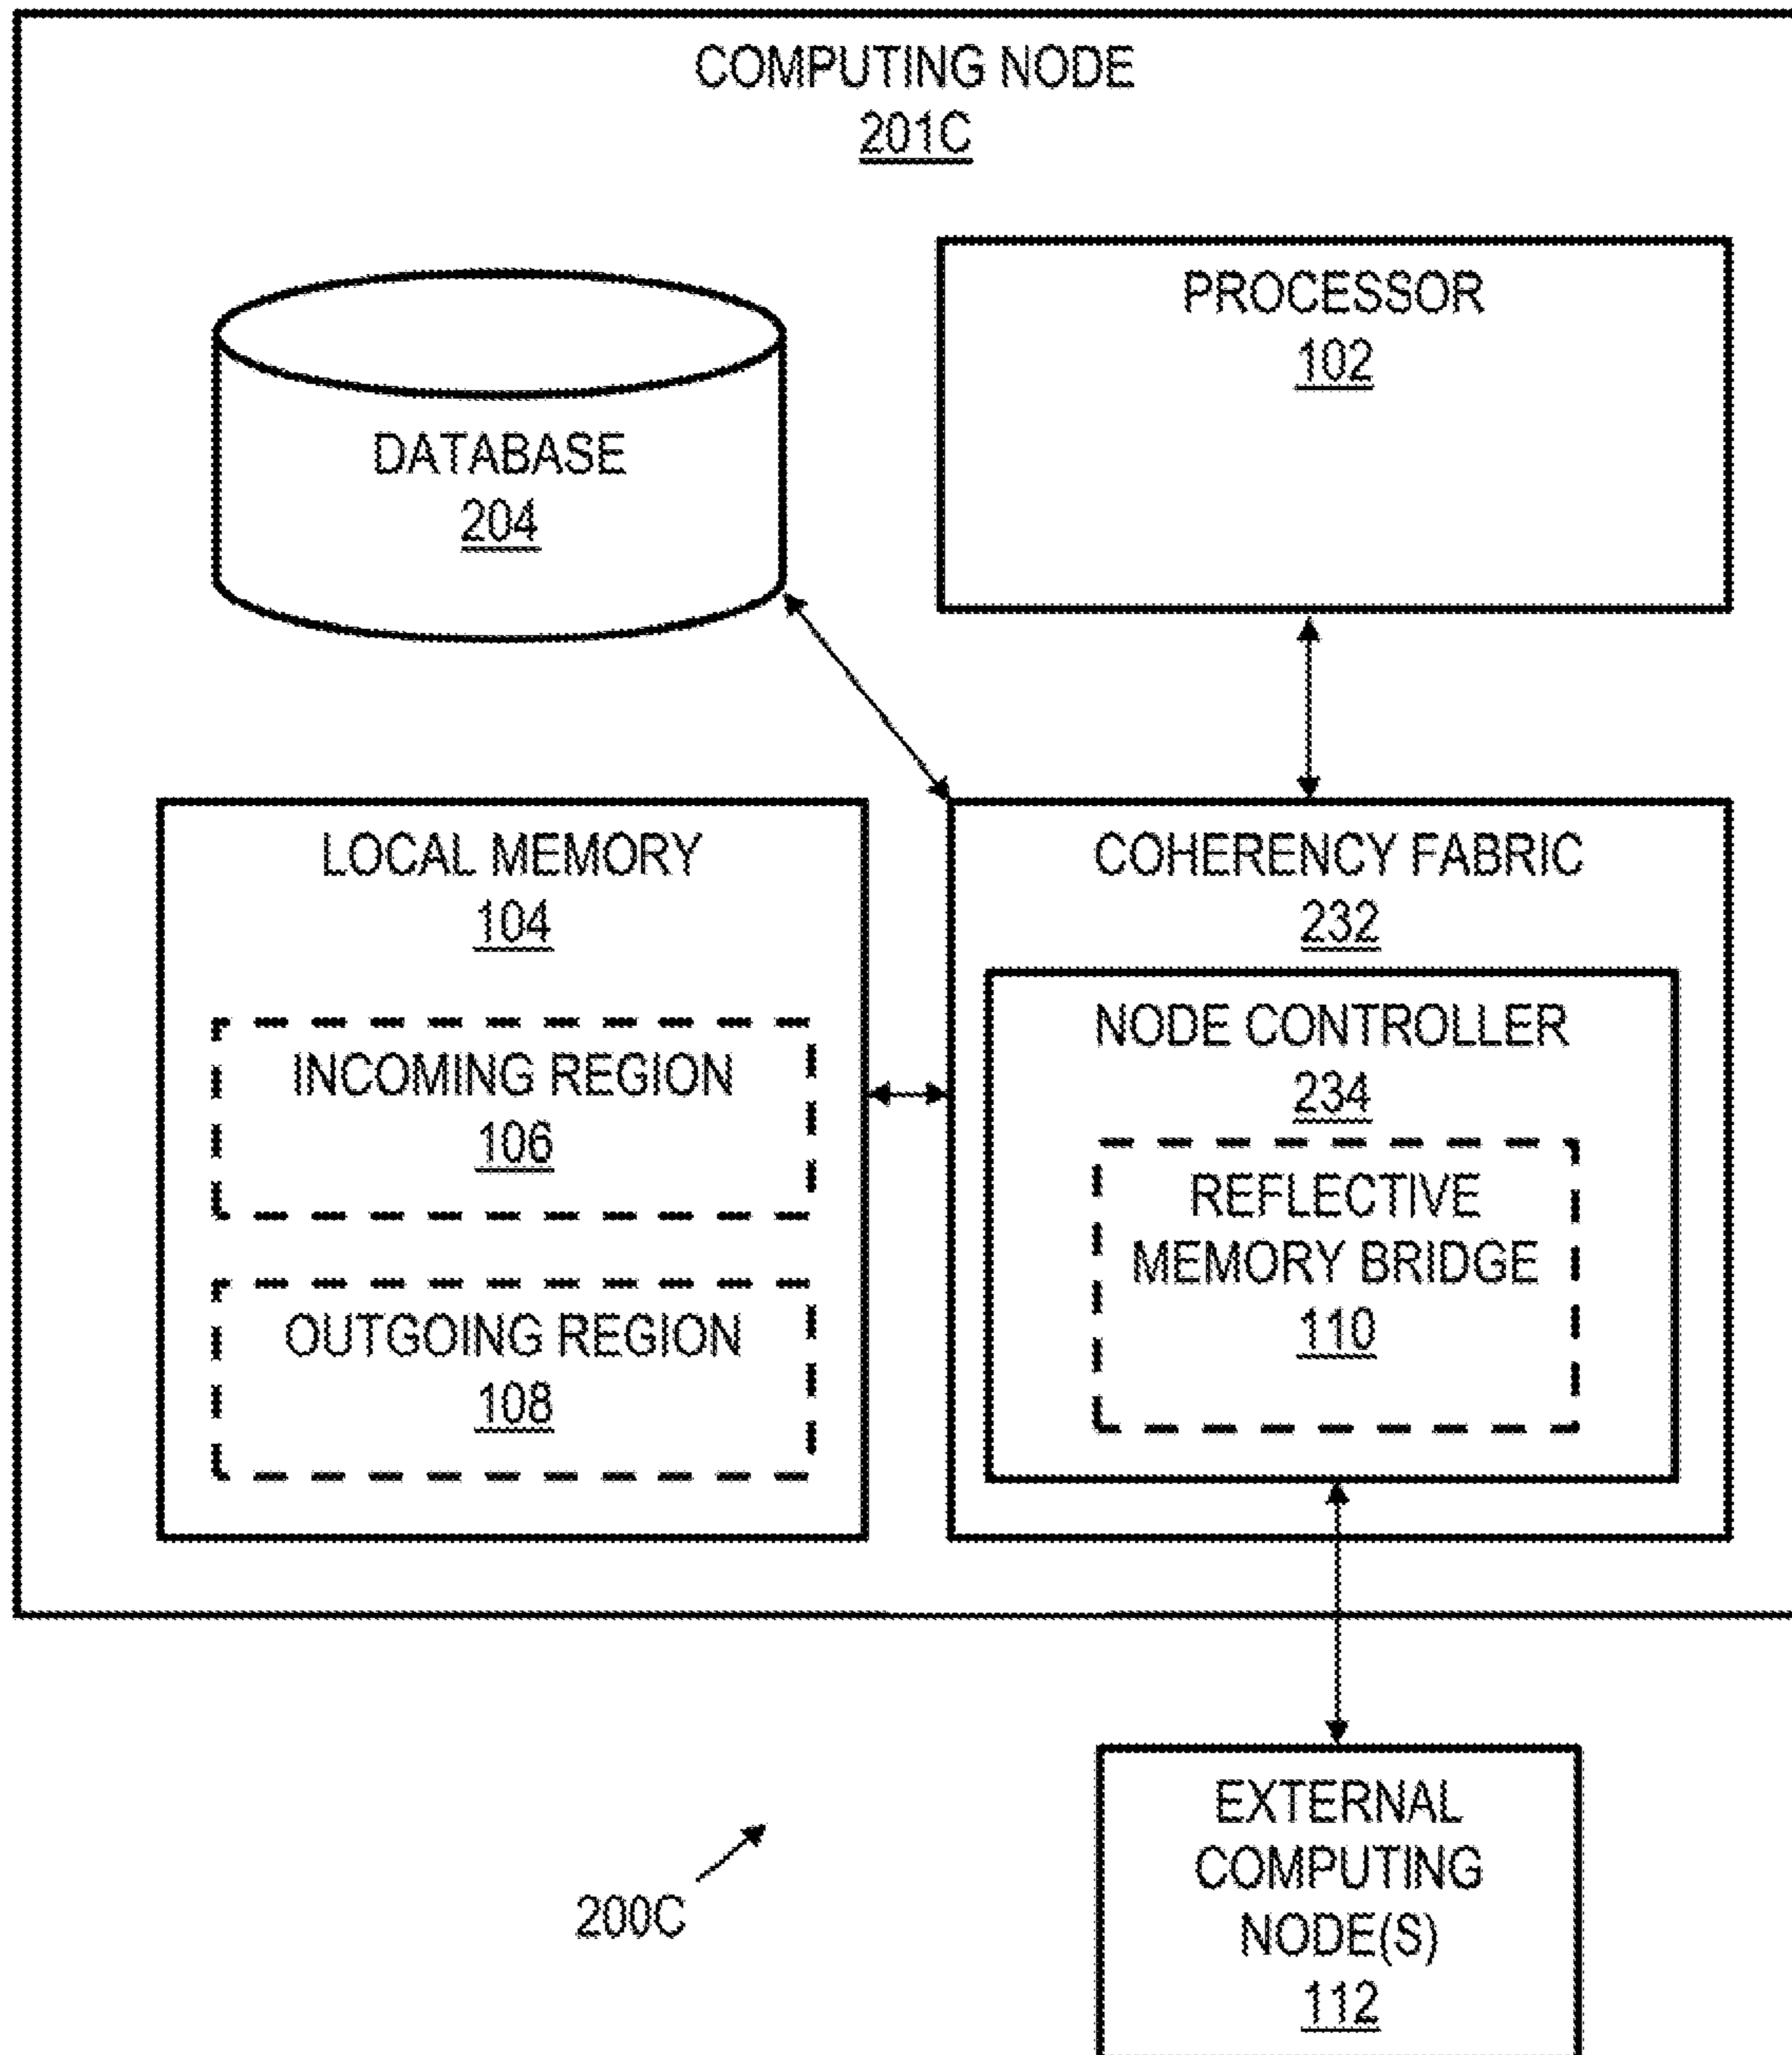 COMPUTING NODE
201C
PROCESSOR
102
DATABASE
204
LOCAL MEMORY
104
INCOMING REGION
106
OUTGOING REGION
108
COHERENCY FABRIC
232
NODE CONTROLLER
234
REFLECTIVE
MEMORY BRIDGE
110
200C
EXTERNAL
COMPUTING
NODE(S)
112